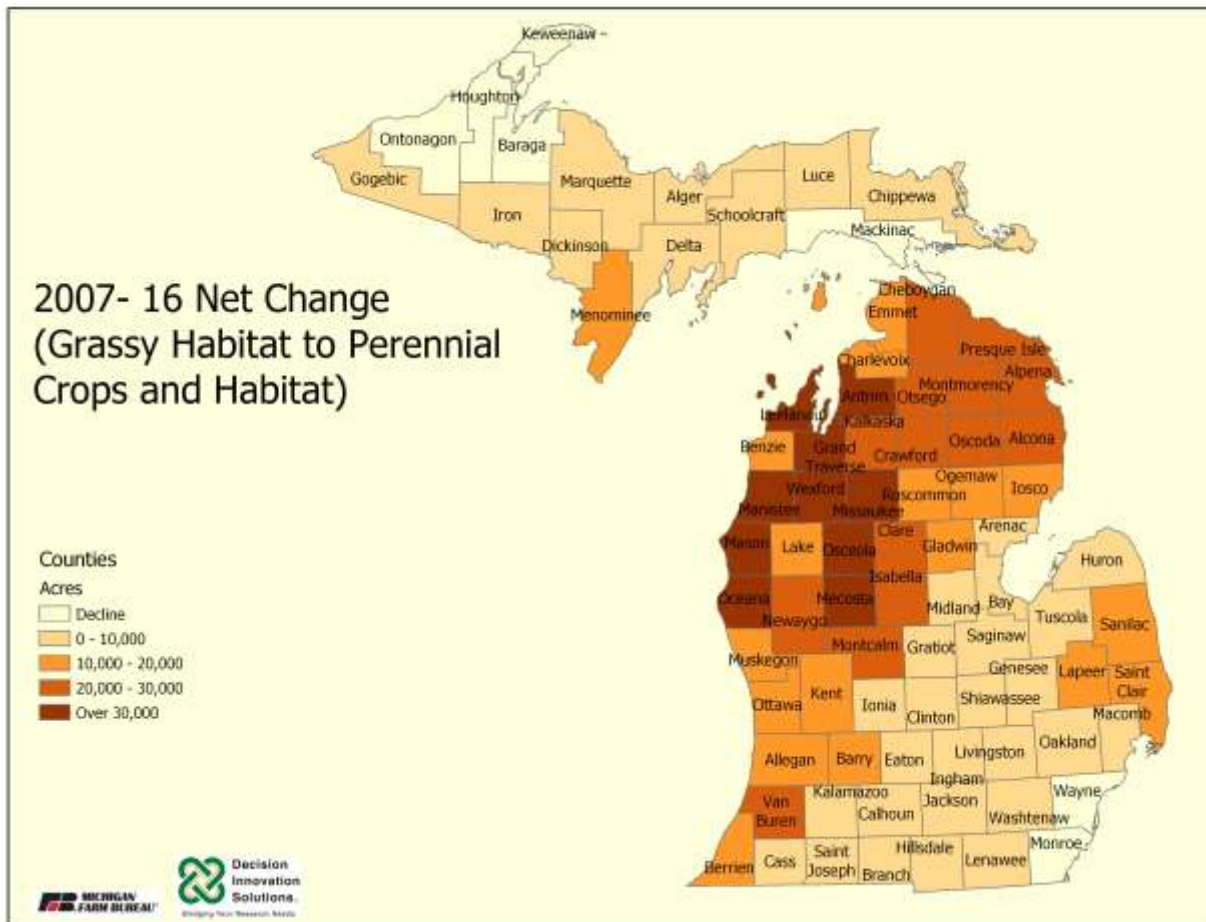 Keweenaw -
Houghton
Ontonagon
Baraga
Gogebic
Marquette
Alger
Luce
Chippewa
Iron
Schoolcraft
Mackinac
Dickinson
Delta
Menominee
2007- 16 Net Change
(Grassy Habitat to Perennial
Crops and Habitat)
Cheboygan
Emmet
Presque Isle
Charlevoix
Alpena
Montmorency
Antrim
Otsego
Leelanau
Kalkaska
Benzie
Grand
Traverse
Crawford
Oscoda
Alcona
Wexford
Manistee
Missaukee
Roscommon
Ogemaw
Iosco
Arenac
Mason
Lake
Osceola
Clare
Gladwin
Huron
Isabella
Oceana
Mecosta
Midland
Bay
Tuscola
Newaygo
Sanilac
Saginaw
Montcalm
Gratiot
Muskegon
Genesee
Lapeer
Saint
Clair
Kent
Ottawa
Ionia
Clinton
Shiawassee
Macomb
Oakland
Allegan
Barry
Eaton
Livingston
Ingham
Wayne
Van
Buren
Kalamazoo
Calhoun
Jackson
Washtenaw
Monroe
Berrien
Cass
Saint
Joseph
Branch
Hillsdale
Lenawee
Counties
Acres
Decline
0 - 10,000
10,000 - 20,000
20,000 - 30,000
Over 30,000
MICHIGAN
FARM BUREAU
Decision
Innovation
Solutions.
Bridging Your Research Needs